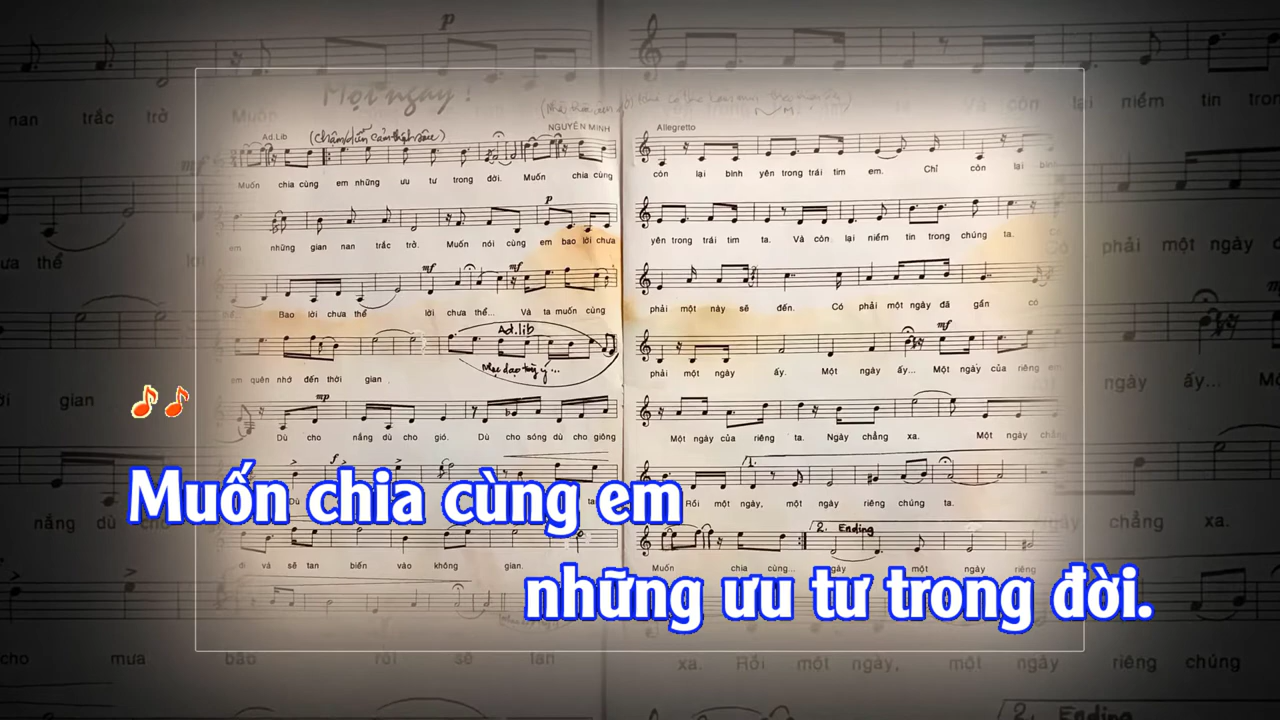 Một ngày !
Ad.Lib
NGUYÊN MINH
Muốn chia cùng em những ưu tư trong đời. Muốn chia cùng
em những gian nan trắc trở. Muốn nói cùng em bao lời chưa
Bao lời chưa thể lời chưa thể... Và ta muốn cùng
Ad.lib
em quên nhớ đến thời gian
Dù cho nắng dù cho gió. Dù cho sóng dù cho giông
đi và sẽ tan biến vào không gian.
Allegretto
còn lại bình yên trong trái tim em. Chỉ còn lại bình
yên trong trái tim ta. Và còn lại niềm tin trong chúng ta.
phải một này sẽ đến. Có phải một ngày đã gần có
phải một ngày ấy. Một ngày ấy... Một ngày của riêng em
Một ngày của riêng ta. Ngày chẳng xa. Một ngày
1.
Rồi một ngày, một ngày riêng chúng ta.
2. Ending
Muốn chia cùng... một ngày riêng
Muốn chia cùng em
những ưu tư trong đời.